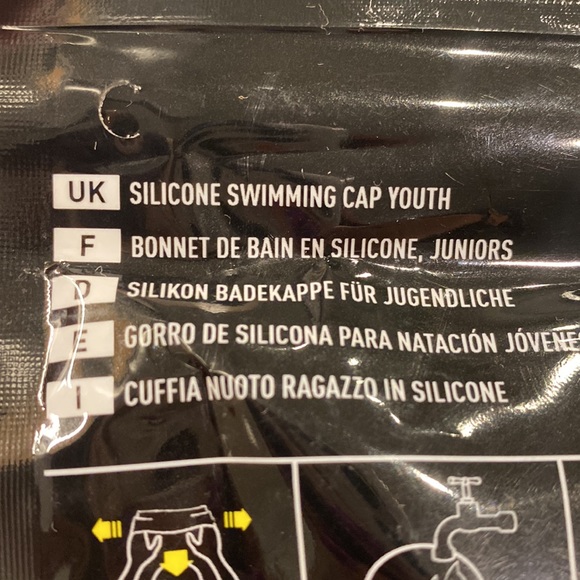 UK SILICONE SWIMMING CAP YOUTH
F BONNET DE BAIN EN SILICONE, JUNIORS
D SILIKON BADEKAPPE FÜR JUGENDLICHE
E GORRO DE SILICONA PARA NATACIÓN JÓVENE
I CUFFIA NUOTO RAGAZZO IN SILICONE